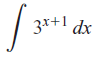 ∫ 3^{x+1} dx